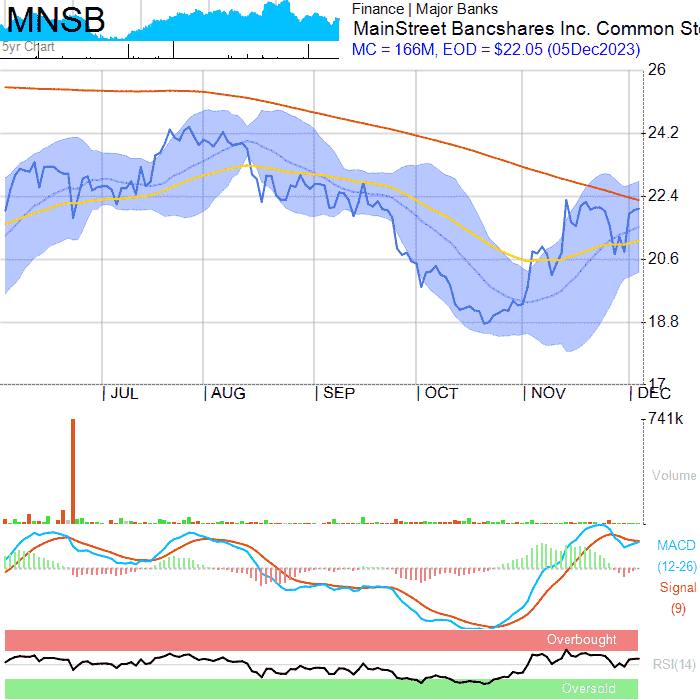 MNSB
5yr Chart
Finance | Major Banks
MainStreet Bancshares Inc. Common Sto
MC = 166M, EOD = $22.05 (05Dec2023)
26
24.2
22.4
20.6
18.8
17
| JUL | AUG | SEP | OCT | NOV | DEC
741k
Volume
MACD
(12-26)
Signal
(9)
Overbought
RSI(14)
Oversold